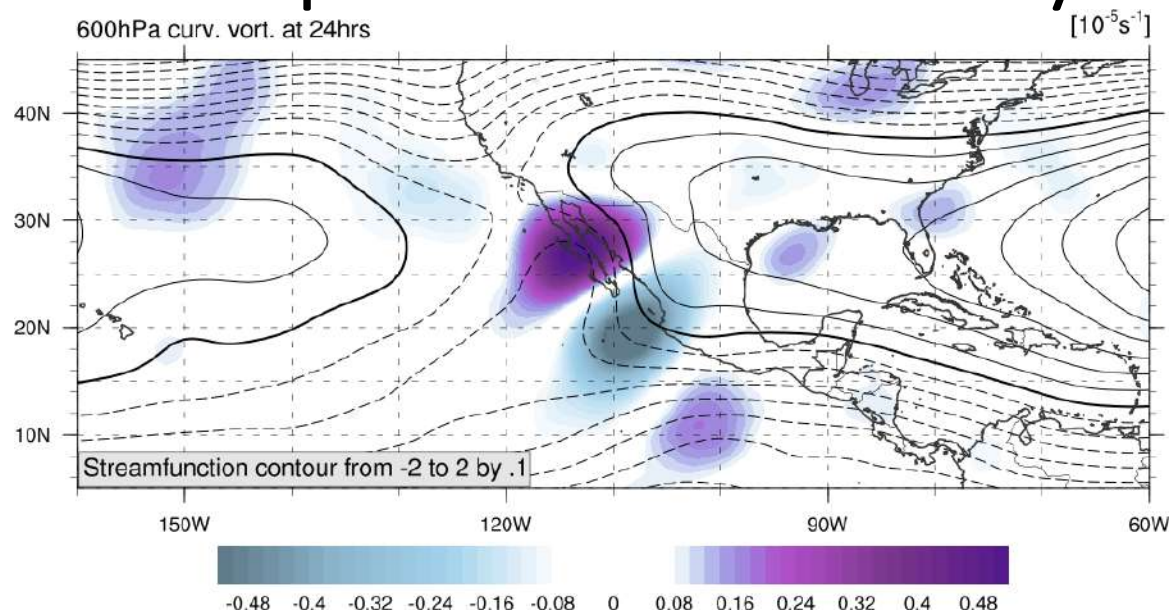 600hPa curv. vort. at 24hrs
[10⁻⁵s⁻¹]
40N
30N
20N
10N
Streamfunction contour from -2 to 2 by .1
150W 120W 90W 60W
-0.48 -0.4 -0.32 -0.24 -0.16 -0.08 0 0.08 0.16 0.24 0.32 0.4 0.48